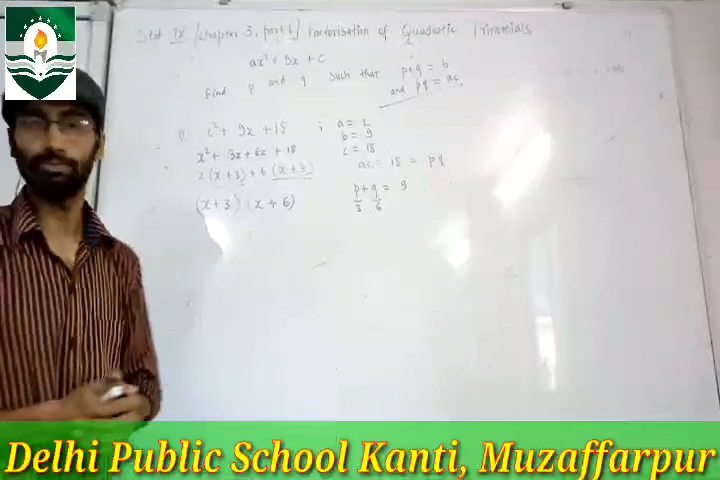 Std IX (Chapter 3, part 6) Factorisation of Quadratic Trinomials
ax² + bx + c
Find p and q such that p+q = b
and pq = ac.
x² + 9x + 18 ; a = 1
b = 9
c = 18
x² + 3x + 6x + 18
ac = 18 = pq
x (x + 3) + 6 (x + 3)
p + q = 9
3 6
(x + 3) (x + 6)
Delhi Public School Kanti, Muzaffarpur